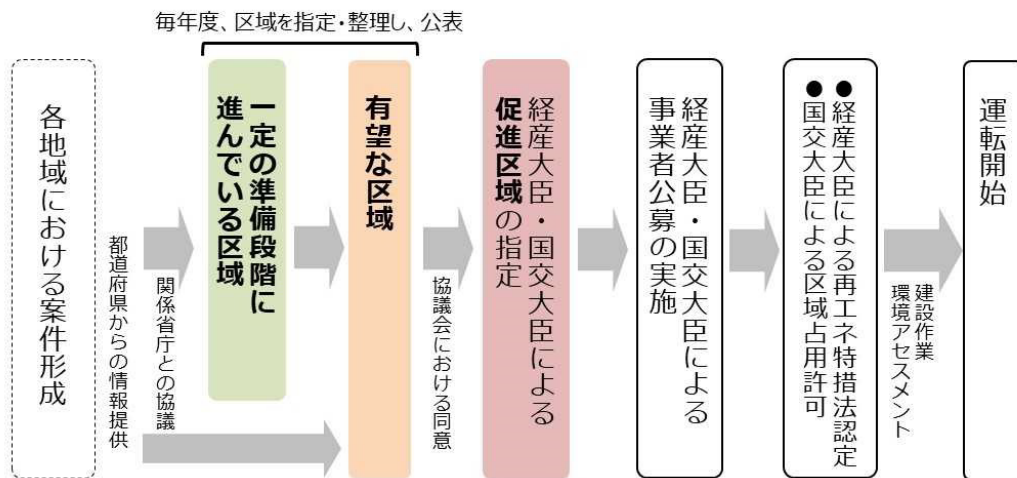 毎年度、区域を指定・整理し、公表
各地域における案件形成
都道府県からの情報提供
関係省庁との協議
一定の準備段階に
進んでいる区域
有望な区域
協議会における同意
経産大臣・国交大臣による
促進区域の指定
経産大臣・国交大臣による
事業者公募の実施
●経産大臣による再エネ特措法認定
●国交大臣による区域占用許可
建設作業
環境アセスメント
運転開始